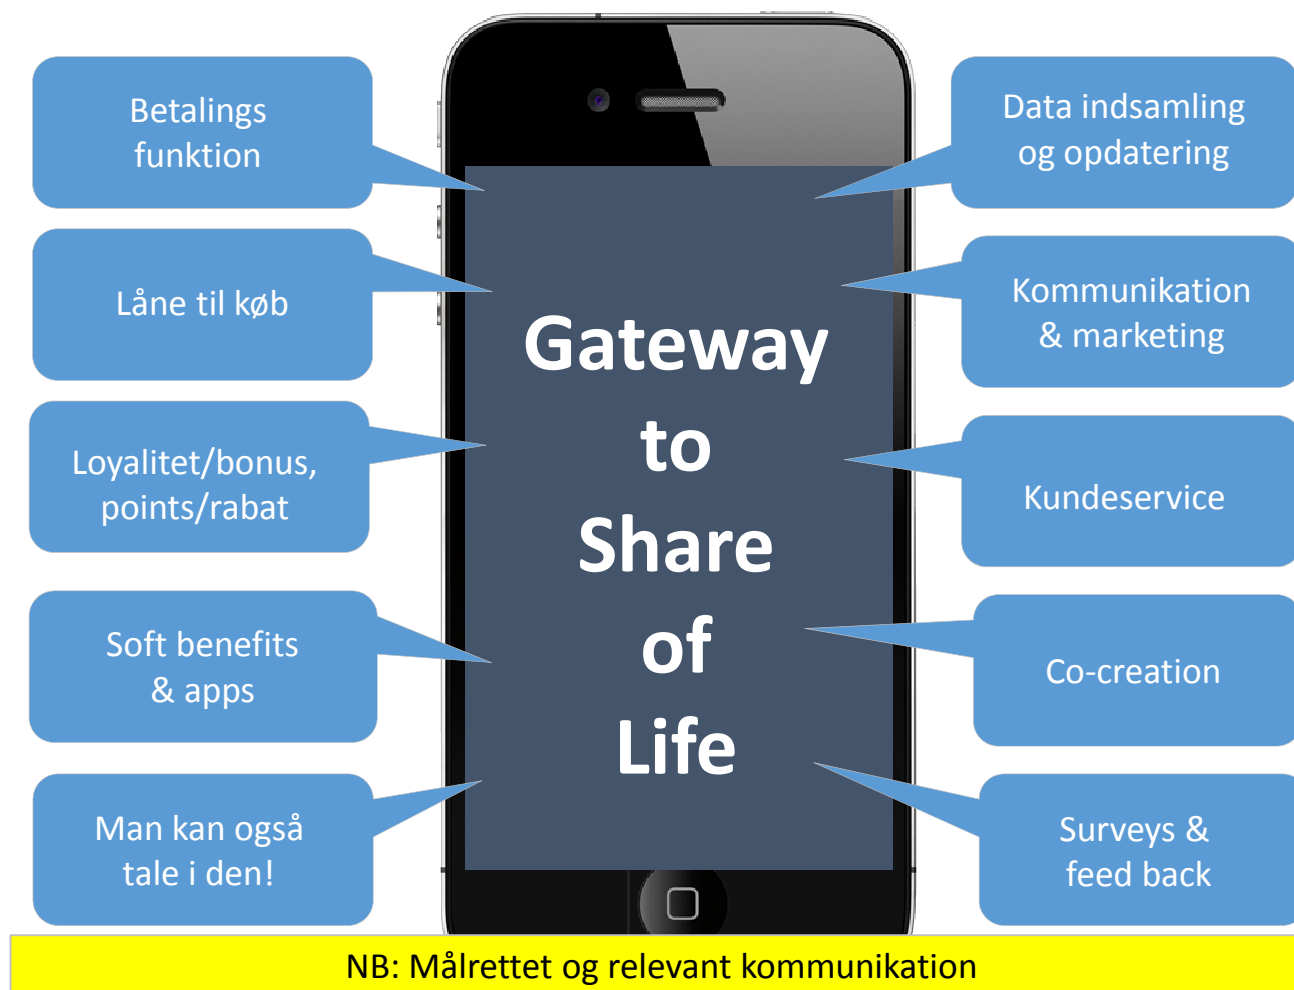 Betalings
funktion
Låne til køb
Loyalitet/bonus,
points/rabat
Soft benefits
& apps
Man kan også
tale i den!
Gateway
to
Share
of
Life
Data indsamling
og opdatering
Kommunikation
& marketing
Kundeservice
Co-creation
Surveys &
feed back
NB: Målrettet og relevant kommunikation